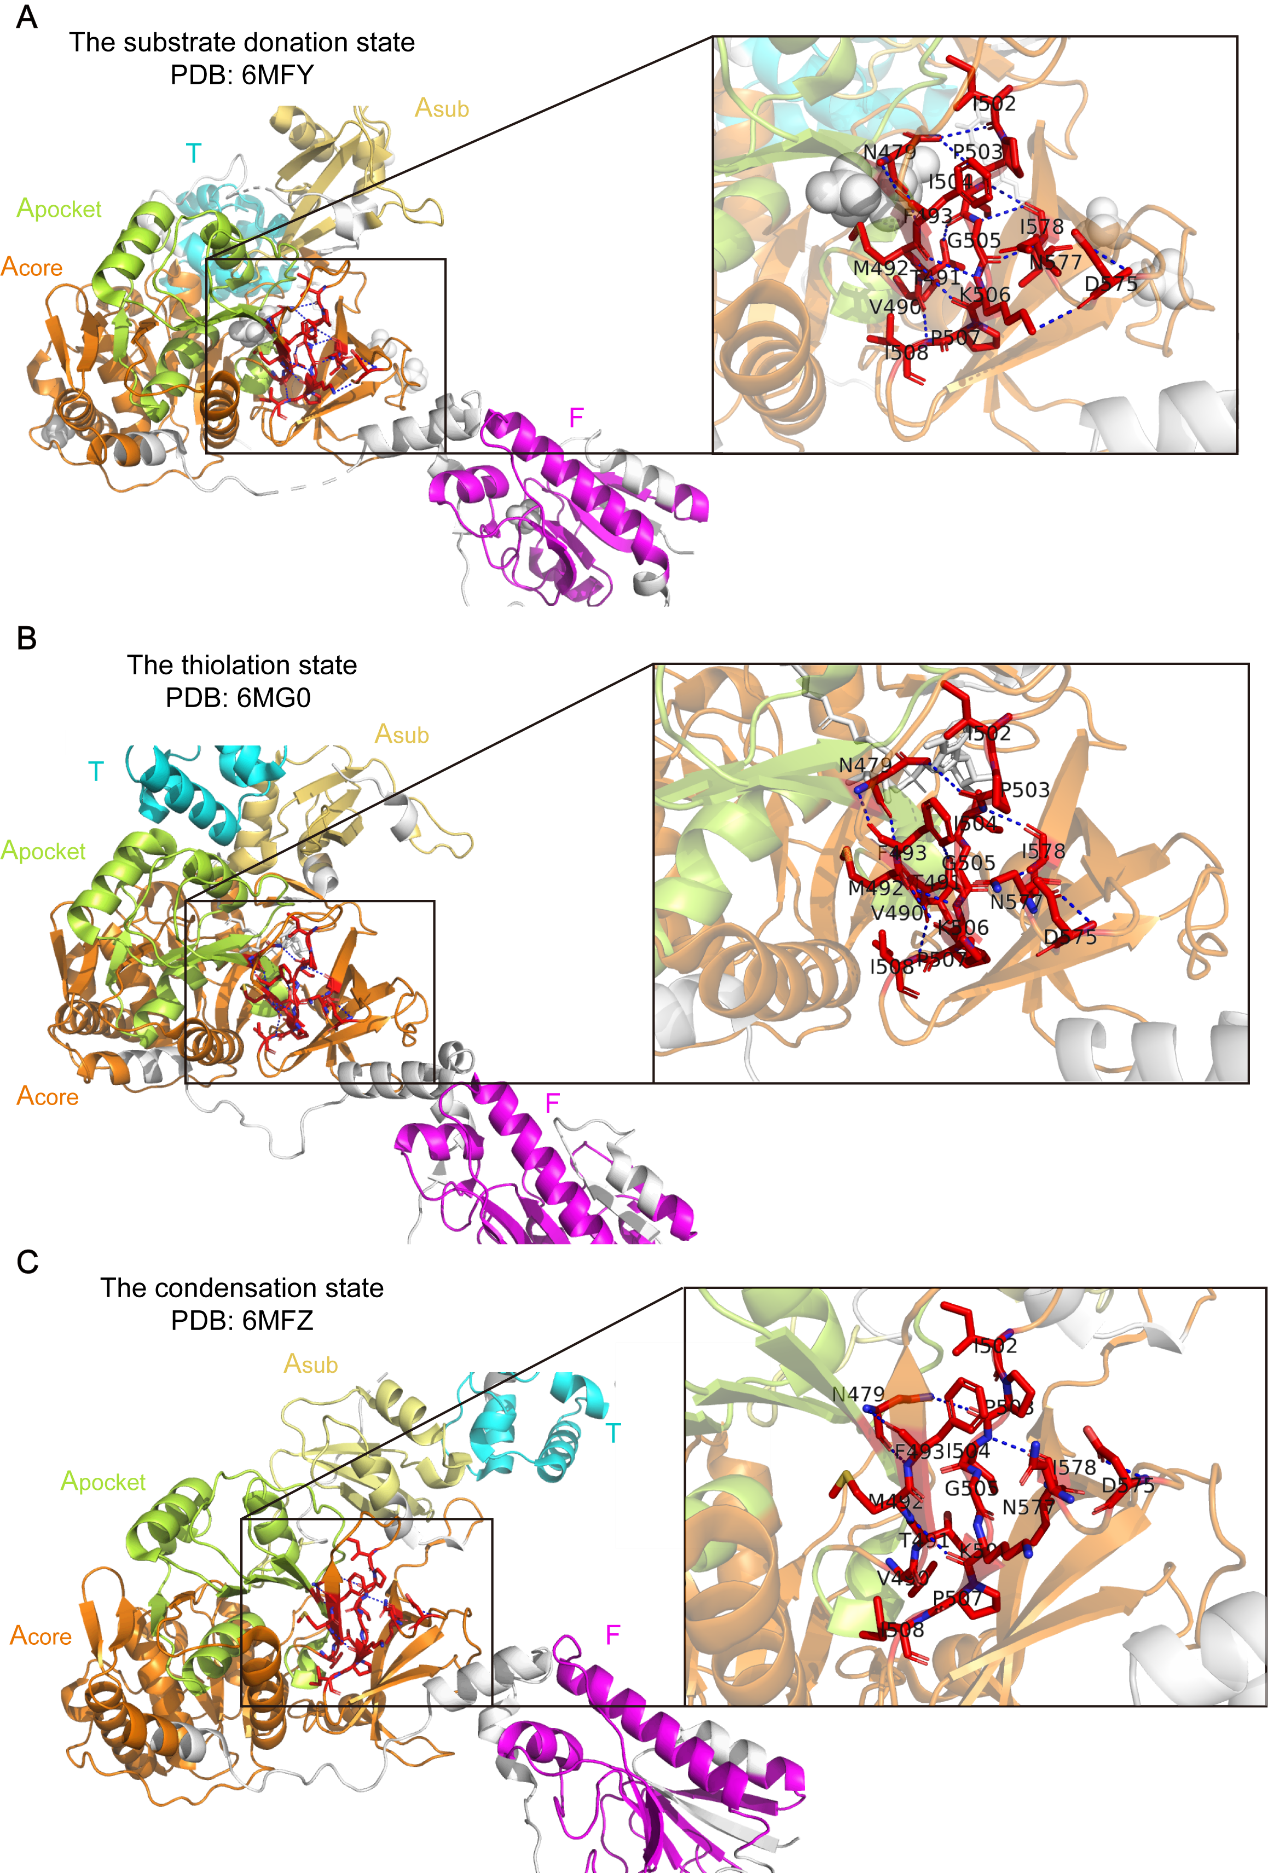 A
The substrate donation state
PDB: 6MFY
Asub
T
Apocket
Acore
F
I502
N479
P503
I504
F493
I578
G505
N577
M492
T491
D575
K506
V490
P507
I508
B
The thiolation state
PDB: 6MG0
Asub
T
Apocket
Acore
F
I502
N479
P503
I504
I578
F493
G505
M492
N577
V490
K506
D575
I508
P507
C
The condensation state
PDB: 6MFZ
Asub
T
Apocket
Acore
F
I502
N479
P503
F493
I504
I578
G505
D575
M492
N577
T491
V490
P507
I508